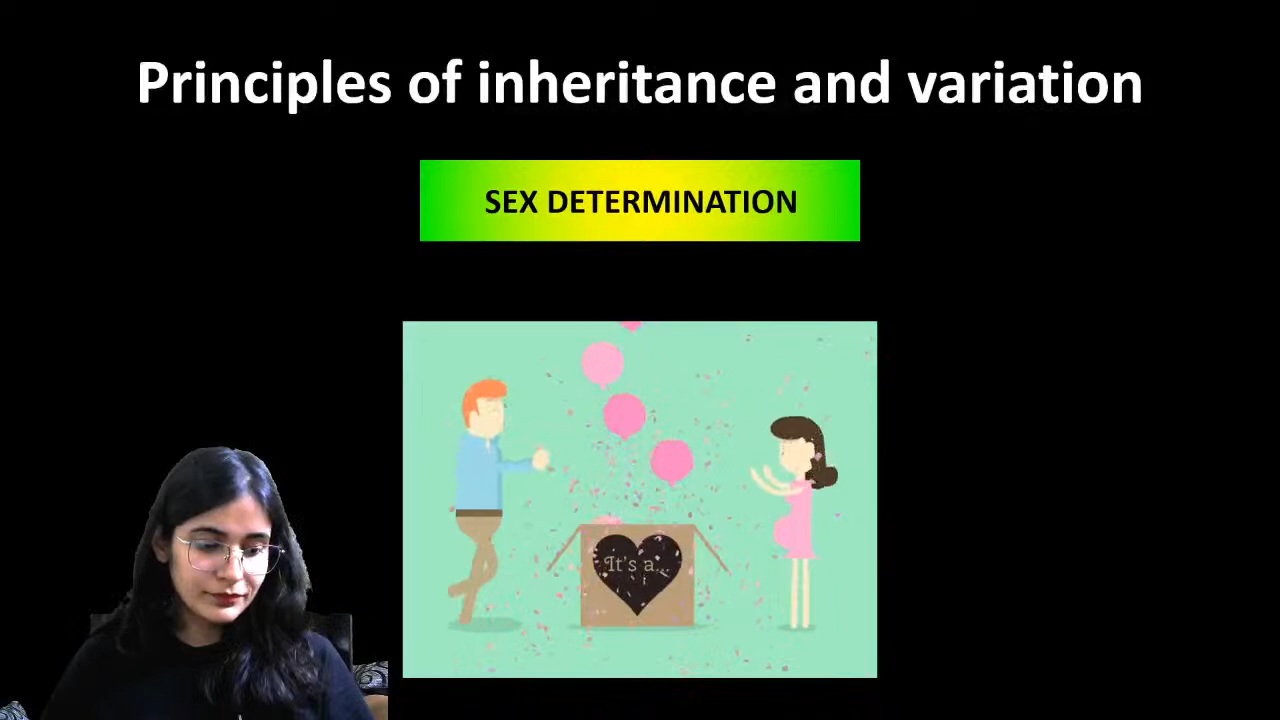 Principles of inheritance and variation
SEX DETERMINATION
It's a...